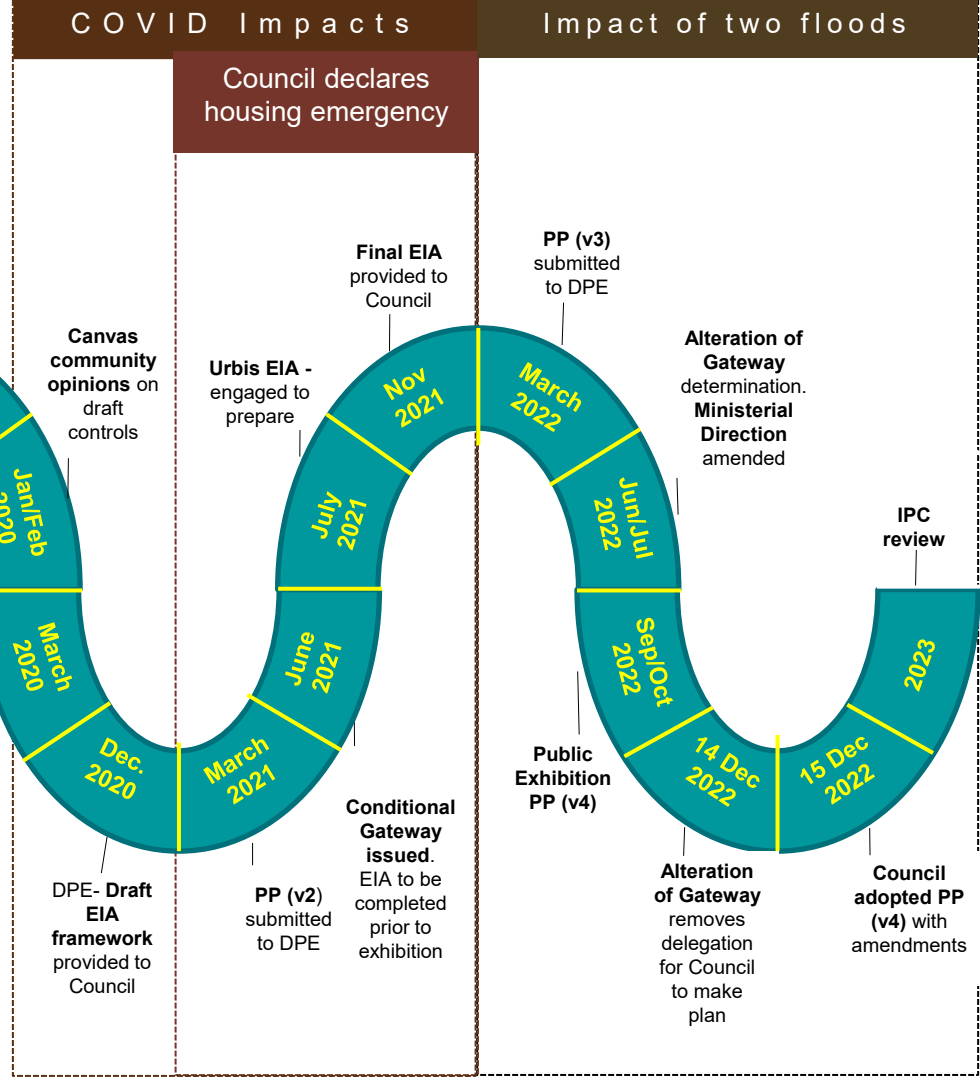 COVID Impacts
Impact of two floods
Council declares
housing emergency
Canvas
community
opinions on
draft
controls
Urbis EIA -
engaged to
prepare
Final EIA
provided to
Council
PP (v3)
submitted
to DPE
Alteration of
Gateway
determination.
Ministerial
Direction
amended
IPC
review
Jan/Feb
2020
March
2020
Dec.
2020
March
2021
June
2021
July
2021
Nov
2021
March
2022
Jun/Jul
2022
Sep/Oct
2022
14 Dec
2022
15 Dec
2022
2023
DPE- Draft
EIA
framework
provided to
Council
PP (v2)
submitted
to DPE
Conditional
Gateway
issued.
EIA to be
completed
prior to
exhibition
Public
Exhibition
PP (v4)
Alteration
of Gateway
removes
delegation
for Council
to make
plan
Council
adopted PP
(v4) with
amendments